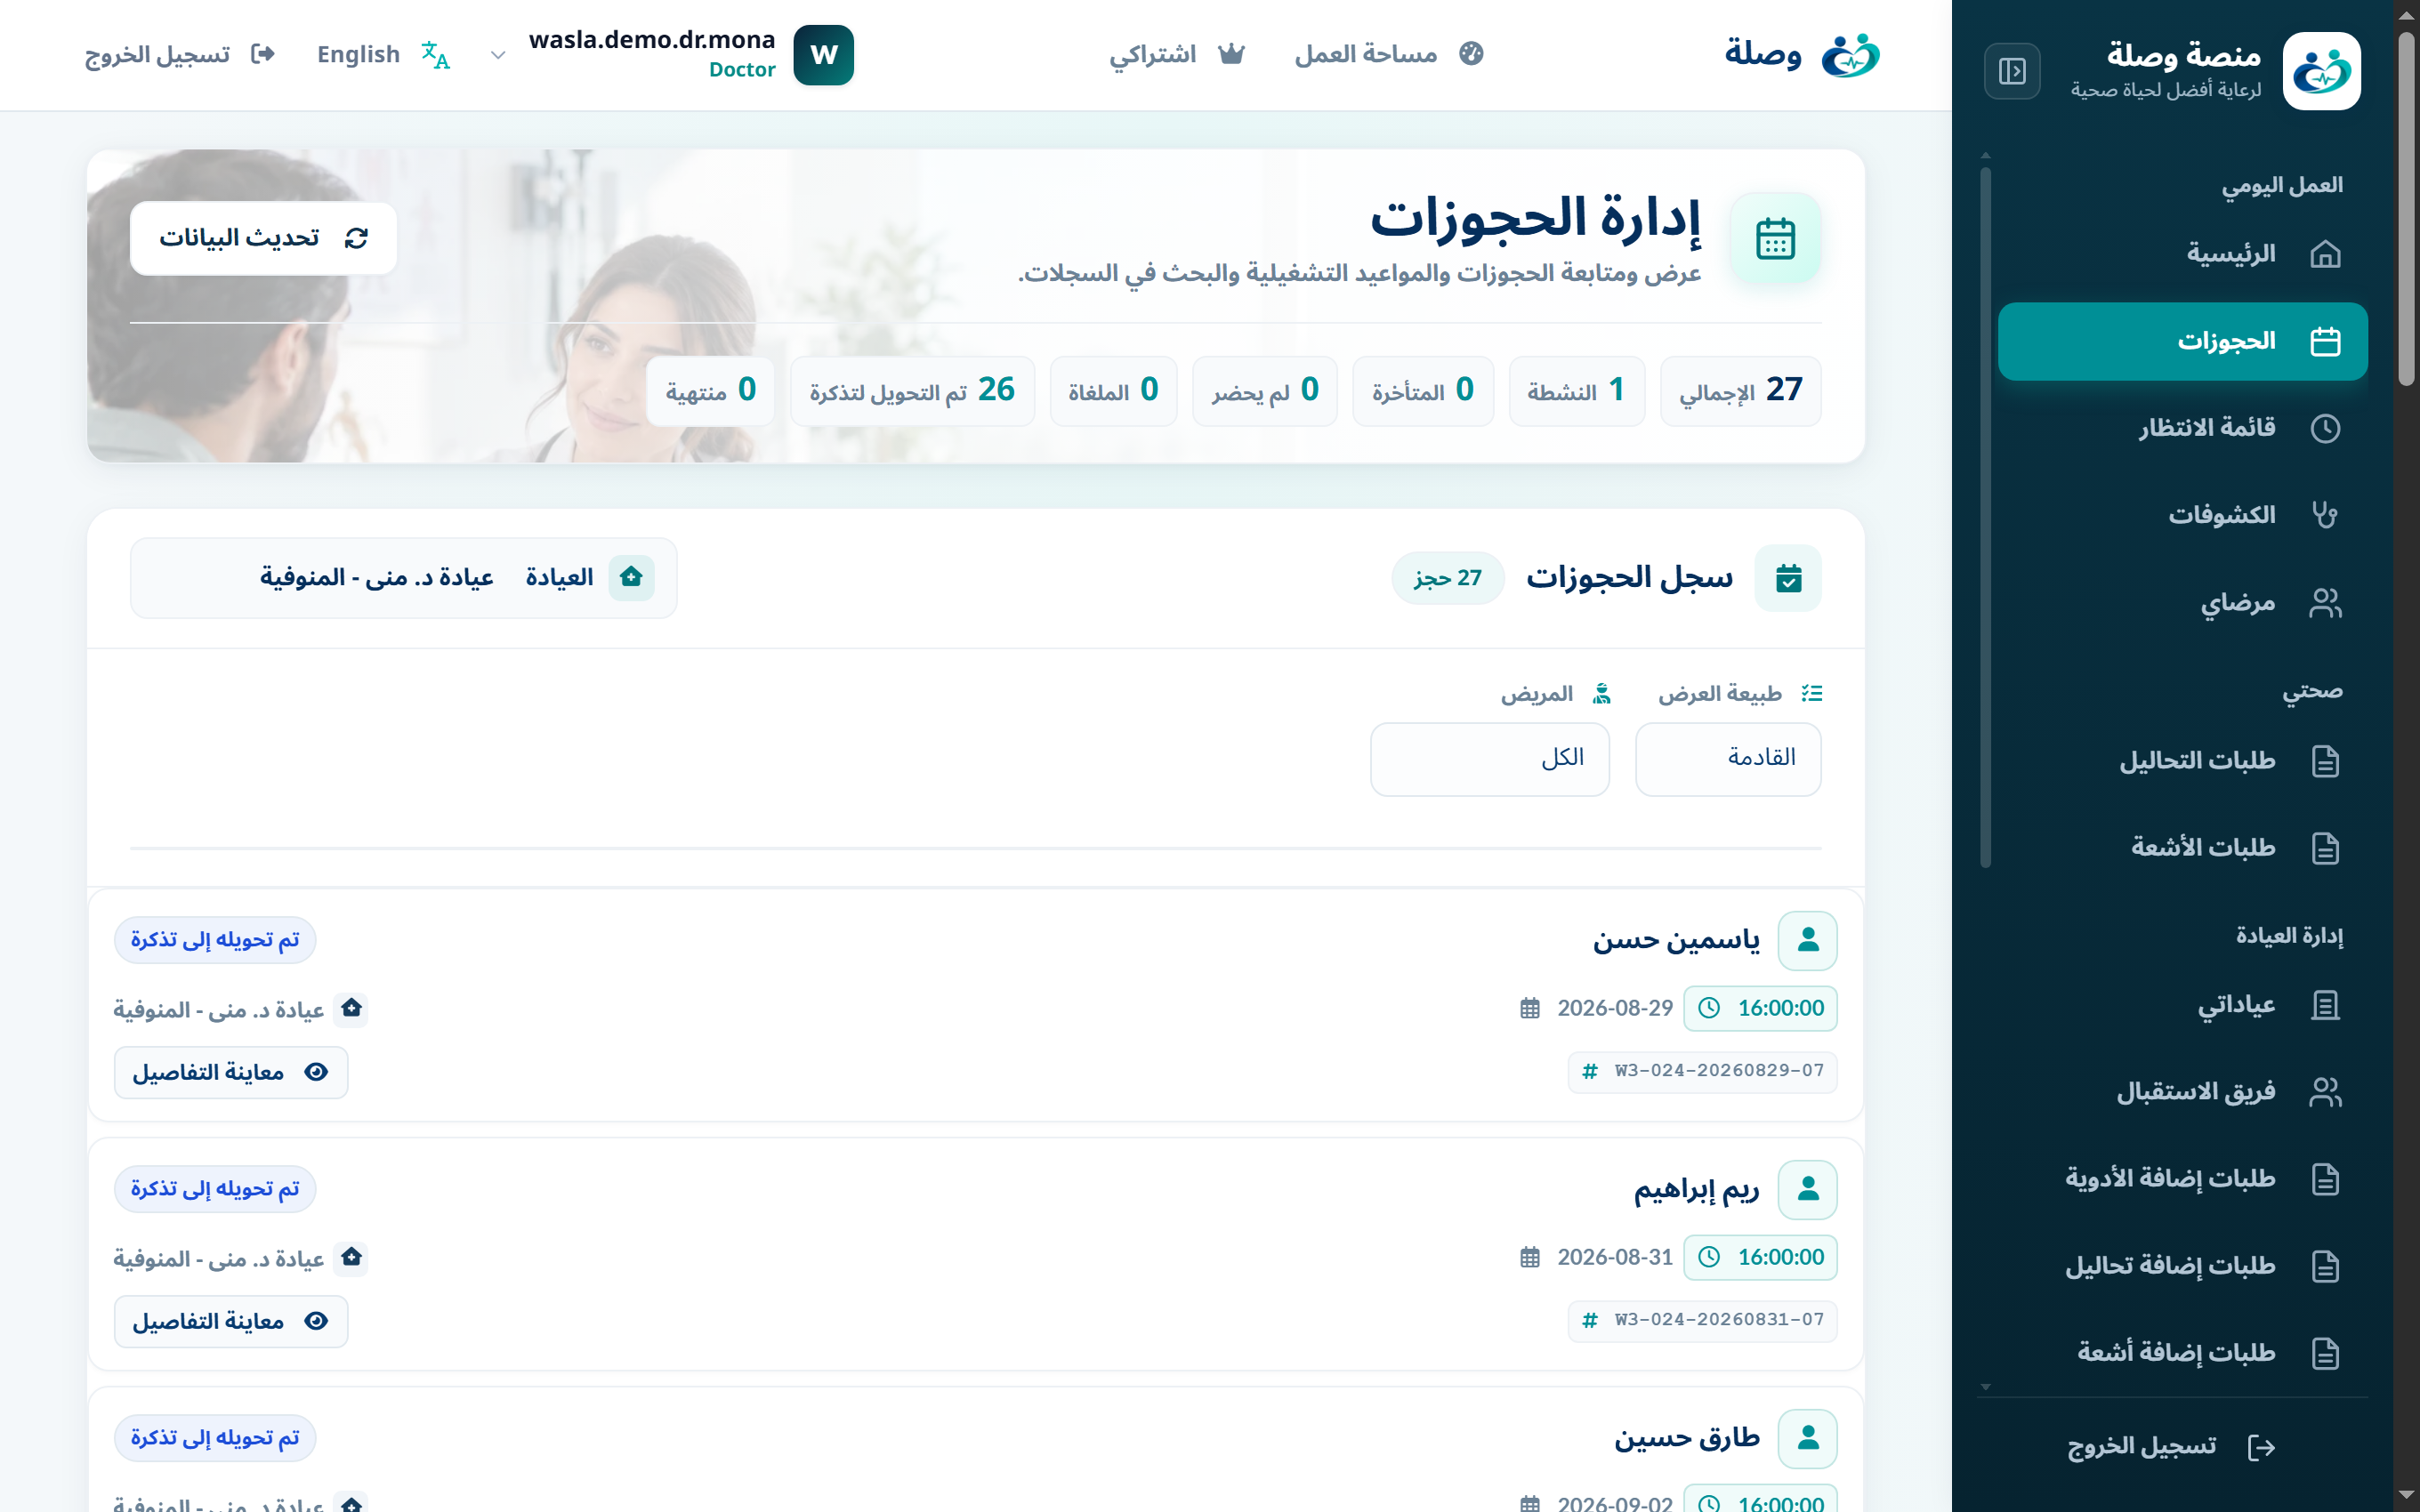 منصة وصلة
لرعاية أفضل لحياة صحية
العمل اليومي
الرئيسية
الحجوزات
قائمة الانتظار
الكشوفات
مرضاي
صحتي
طلبات التحاليل
طلبات الأشعة
إدارة العيادة
عياداتي
فريق الاستقبال
طلبات إضافة الأدوية
طلبات إضافة تحاليل
طلبات إضافة أشعة
تسجيل الخروج
وصلة
مساحة العمل
اشتراكي
W
wasla.demo.dr.mona
Doctor
English
تسجيل الخروج
إدارة الحجوزات
عرض ومتابعة الحجوزات والمواعيد التشغيلية والبحث في السجلات.
تحديث البيانات
27 الإجمالي
1 النشطة
0 المتأخرة
0 لم يحضر
0 الملغاة
26 تم التحويل لتذكرة
0 منتهية
سجل الحجوزات
27 حجز
العيادة عيادة د. منى - المنوفية
طبيعة العرض
المريض
القادمة
الكل
ياسمين حسن
تم تحويله إلى تذكرة
16:00:00
2026-08-29
عيادة د. منى - المنوفية
W3-024-20260829-07
معاينة التفاصيل
ريم إبراهيم
تم تحويله إلى تذكرة
16:00:00
2026-08-31
عيادة د. منى - المنوفية
W3-024-20260831-07
معاينة التفاصيل
طارق حسين
تم تحويله إلى تذكرة
16:00:00
2026-09-02
عيادة د. منى - المنوفية